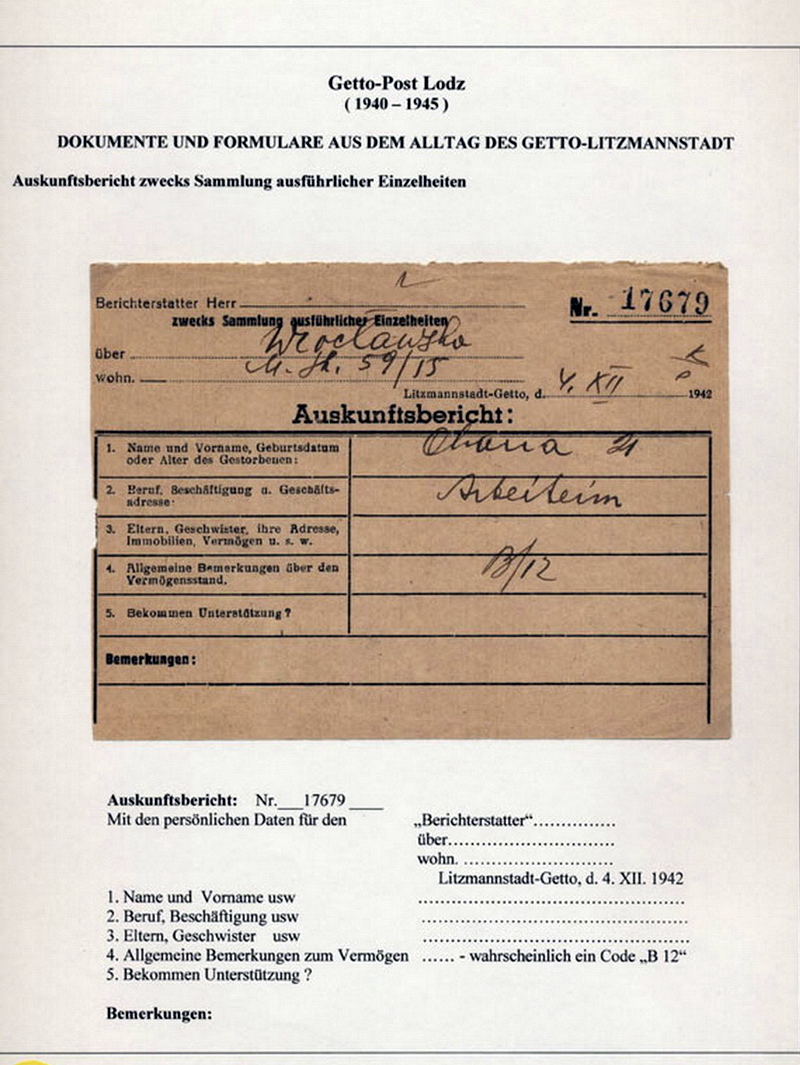 Getto-Post Lodz
( 1940 – 1945 )
DOKUMENTE UND FORMULARE AUS DEM ALLTAG DES GETTO-LITZMANNSTADT
Auskunftsbericht zwecks Sammlung ausführlicher Einzelheiten
Berichterstatter Herr
Nr. 17679
zwecks Sammlung ausführlicher Einzelheiten
über Wroclawska
wohn. 59/15
Litzmannstadt-Getto, d. 4. XII 1942
Auskunftsbericht:
1. Name und Vorname, Geburtsdatum
oder Alter des Gestorbenen:
Chana 21
2. Beruf, Beschäftigung u. Geschäfts-
adresse:
Arbeiterin
3. Eltern, Geschwister, ihre Adresse,
Immobilien, Vermögen u. s. w.
4. Allgemeine Bemerkungen über den
Vermögensstand.
B/12
5. Bekommen Unterstützung?
Bemerkungen:
Auskunftsbericht: Nr.___17679 ____
Mit den persönlichen Daten für den „Berichterstatter“...............
über..................................
wohn. ..............................
Litzmannstadt-Getto, d. 4. XII. 1942
1. Name und Vorname usw ......................................................
2. Beruf, Beschäftigung usw ......................................................
3. Eltern, Geschwister usw ......................................................
4. Allgemeine Bemerkungen zum Vermögen ...... - wahrscheinlich ein Code „B 12“
5. Bekommen Unterstützung ?
Bemerkungen: